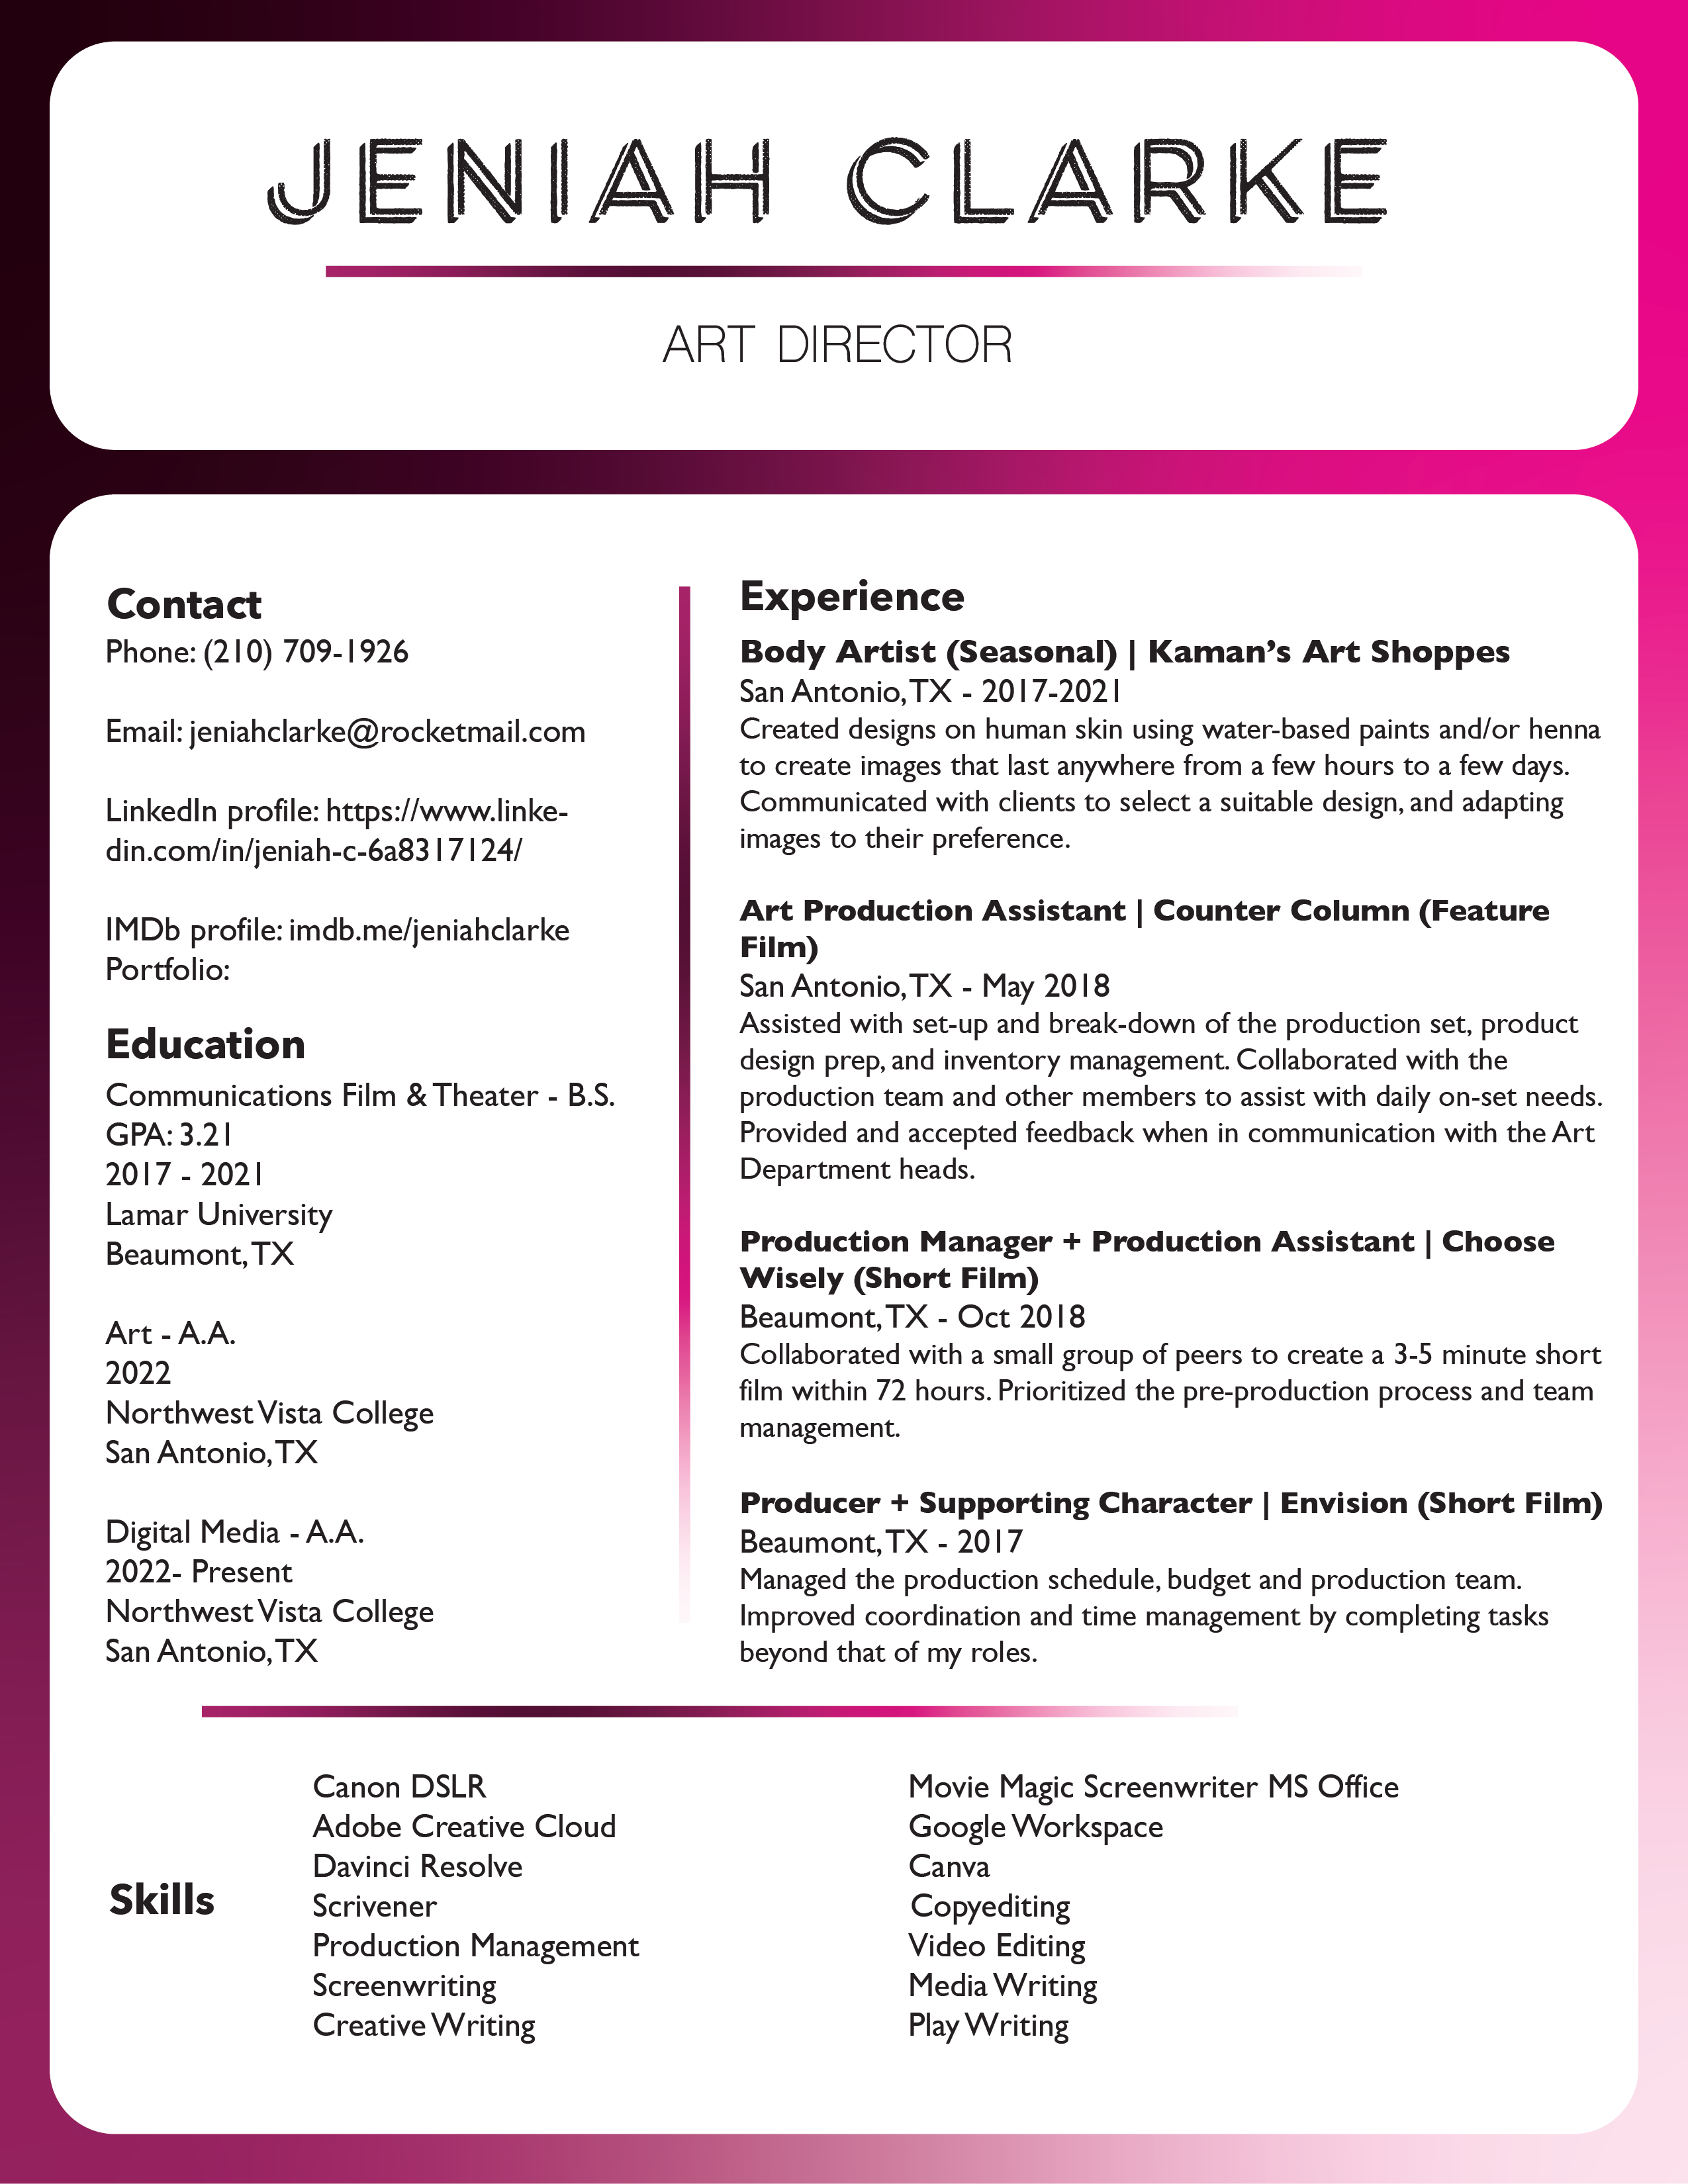 JENIAH CLARKE
ART DIRECTOR
Contact
Phone: (210) 709-1926
Email: jeniahclarke@rocketmail.com
LinkedIn profile: https://www.linke-
din.com/in/jeniah-c-6a8317124/
IMDb profile: imdb.me/jeniahclarke
Portfolio:
Education
Communications Film & Theater - B.S.
GPA: 3.21
2017 - 2021
Lamar University
Beaumont, TX
Art - A.A.
2022
Northwest Vista College
San Antonio, TX
Digital Media - A.A.
2022- Present
Northwest Vista College
San Antonio, TX
Experience
Body Artist (Seasonal) | Kaman’s Art Shoppes
San Antonio, TX - 2017-2021
Created designs on human skin using water-based paints and/or henna
to create images that last anywhere from a few hours to a few days.
Communicated with clients to select a suitable design, and adapting
images to their preference.
Art Production Assistant | Counter Column (Feature
Film)
San Antonio, TX - May 2018
Assisted with set-up and break-down of the production set, product
design prep, and inventory management. Collaborated with the
production team and other members to assist with daily on-set needs.
Provided and accepted feedback when in communication with the Art
Department heads.
Production Manager + Production Assistant | Choose
Wisely (Short Film)
Beaumont, TX - Oct 2018
Collaborated with a small group of peers to create a 3-5 minute short
film within 72 hours. Prioritized the pre-production process and team
management.
Producer + Supporting Character | Envision (Short Film)
Beaumont, TX - 2017
Managed the production schedule, budget and production team.
Improved coordination and time management by completing tasks
beyond that of my roles.
Skills
Canon DSLR
Adobe Creative Cloud
Davinci Resolve
Scrivener
Production Management
Screenwriting
Creative Writing
Movie Magic Screenwriter MS Office
Google Workspace
Canva
Copyediting
Video Editing
Media Writing
Play Writing